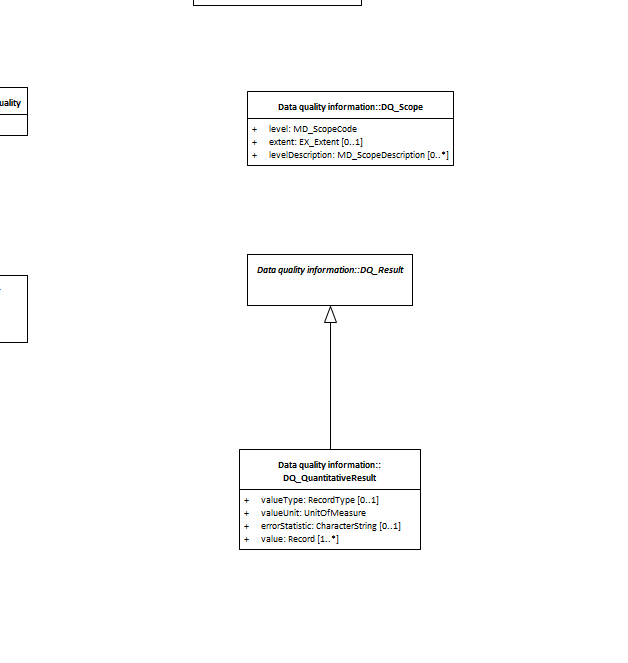 uality
Data quality information::DQ_Scope
+ level: MD_ScopeCode
+ extent: EX_Extent [0..1]
+ levelDescription: MD_ScopeDescription [0..*]
Data quality information::DQ_Result
Data quality information::
DQ_QuantitativeResult
+ valueType: RecordType [0..1]
+ valueUnit: UnitOfMeasure
+ errorStatistic: CharacterString [0..1]
+ value: Record [1..*]